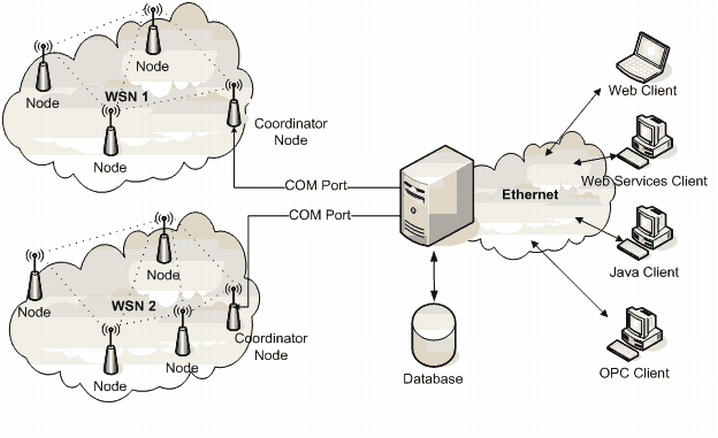 Node
Node
WSN 1
Node
Coordinator
Node
COM Port
COM Port
Node
Node
WSN 2
Node
Node
Coordinator
Node
Database
Ethernet
Web Client
Web Services Client
Java Client
OPC Client